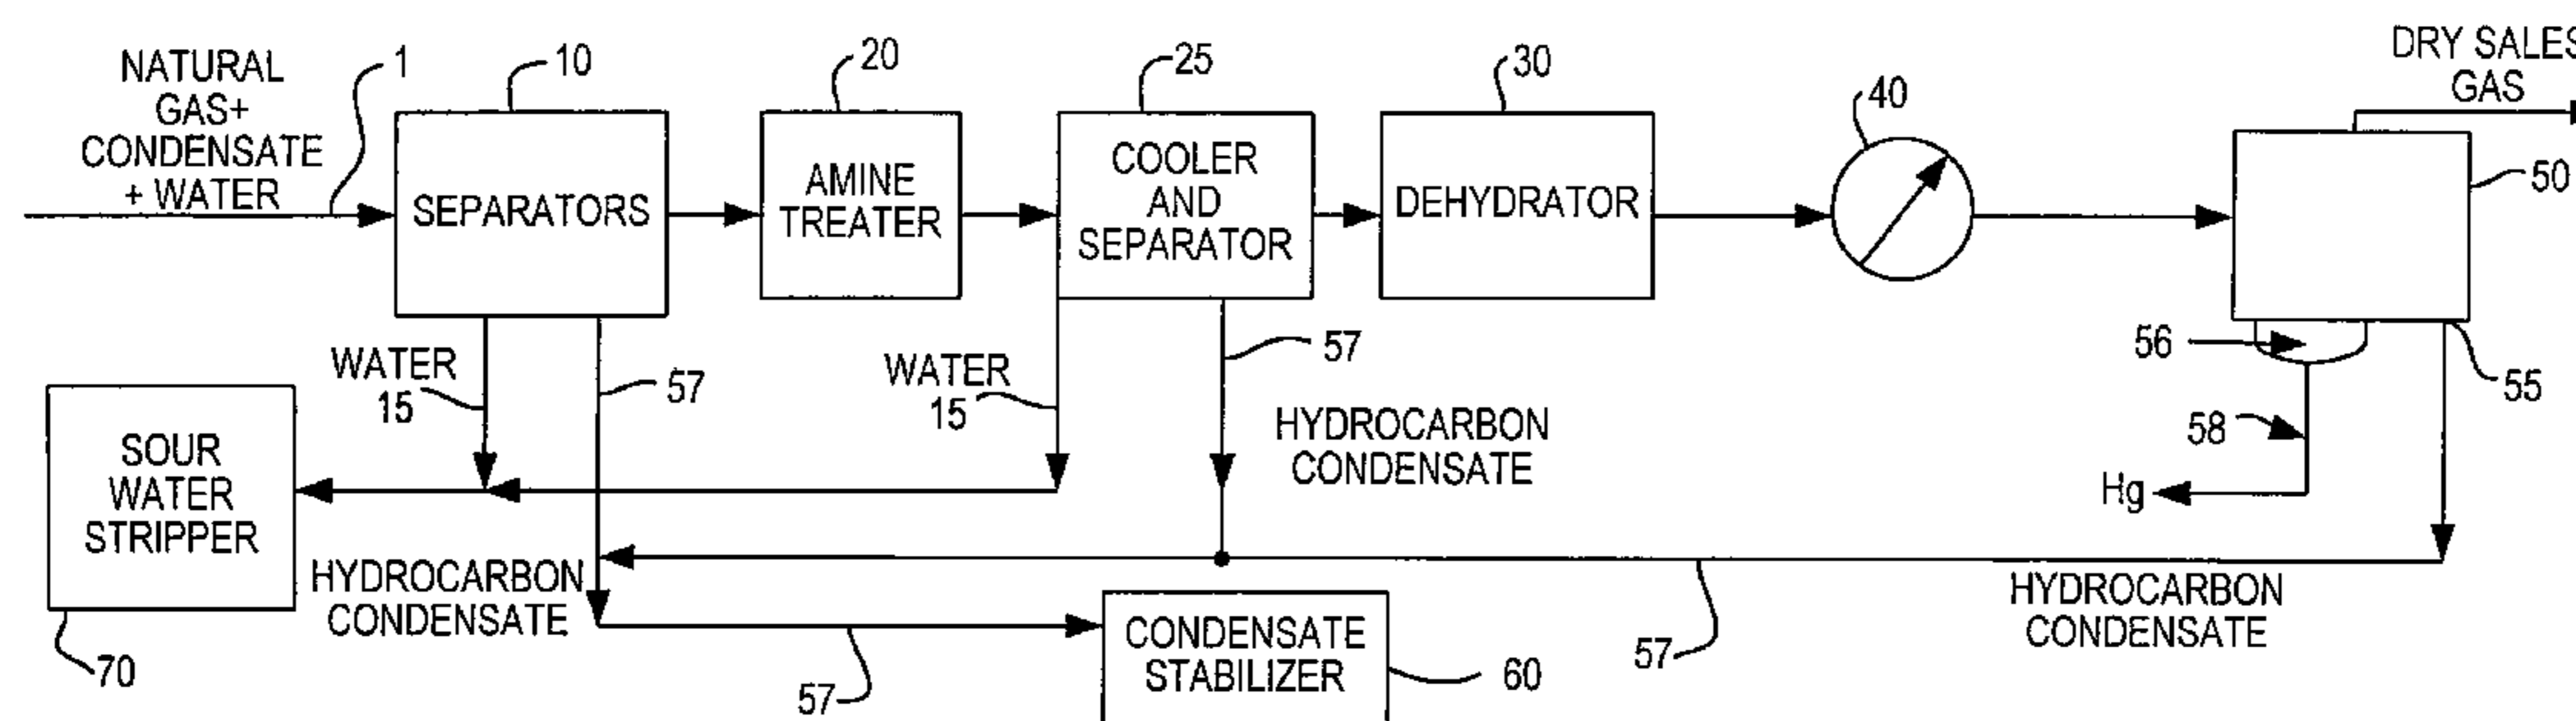 NATURAL
GAS+
CONDENSATE
+ WATER
1
10
SEPARATORS
20
AMINE
TREATER
25
COOLER
AND
SEPARATOR
30
DEHYDRATOR
40
DRY SALES
GAS
50
56
55
58
Hg
WATER
15
57
WATER
15
57
HYDROCARBON
CONDENSATE
SOUR
WATER
STRIPPER
70
HYDROCARBON
CONDENSATE
57
CONDENSATE
STABILIZER
60
57
HYDROCARBON
CONDENSATE